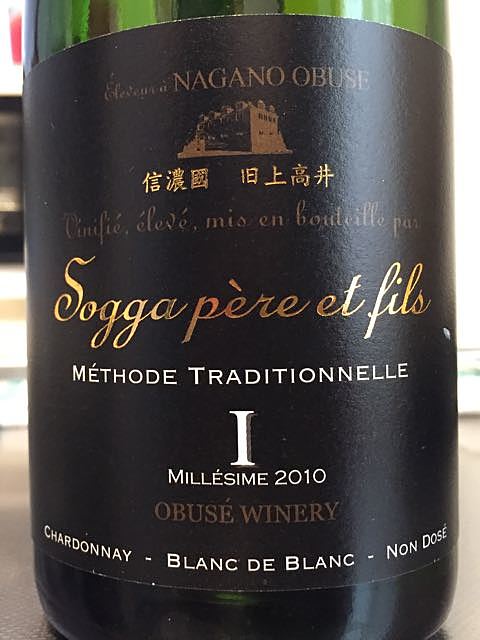 Éleveur à NAGANO OBUSE
信濃國 旧上高井
Vinifié, élevé, mis en bouteille par
Sogga père et fils
MÉTHODE TRADITIONNELLE
I
MILLÉSIME 2010
OBUSÉ WINERY
CHARDONNAY - BLANC DE BLANC - NON DOSÉ